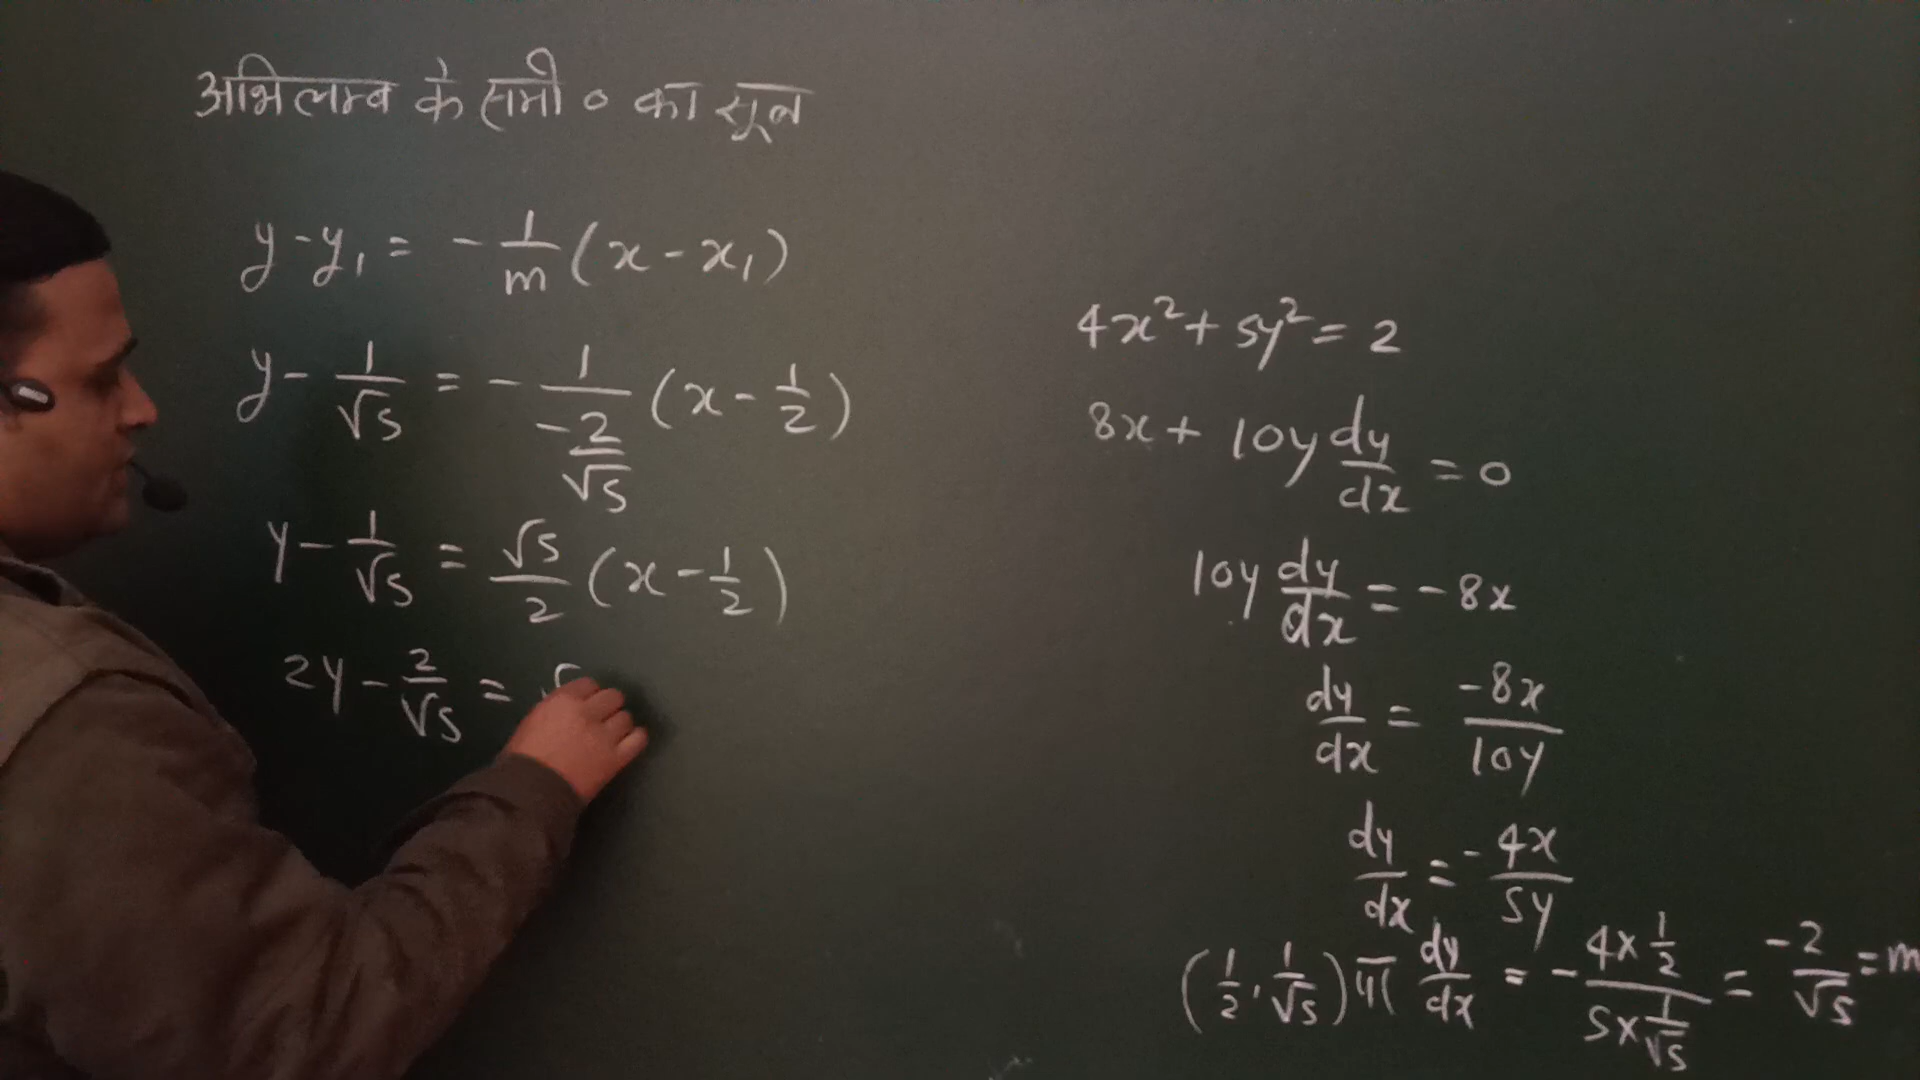 अभिलम्ब के समी० का सूत्र
y-y₁ = -1/m (x-x₁)
y - 1/√5 = - 1/(-2/√5) (x - 1/2)
y - 1/√5 = √5/2 (x - 1/2)
2y - 2/√5 = √
4x² + 5y² = 2
8x + 10y dy/dx = 0
10y dy/dx = -8x
dy/dx = -8x/10y
dy/dx = -4x/5y
(1/2, 1/√5) पर dy/dx = - (4×1/2)/(5×1/√5) = -2/√5 = m